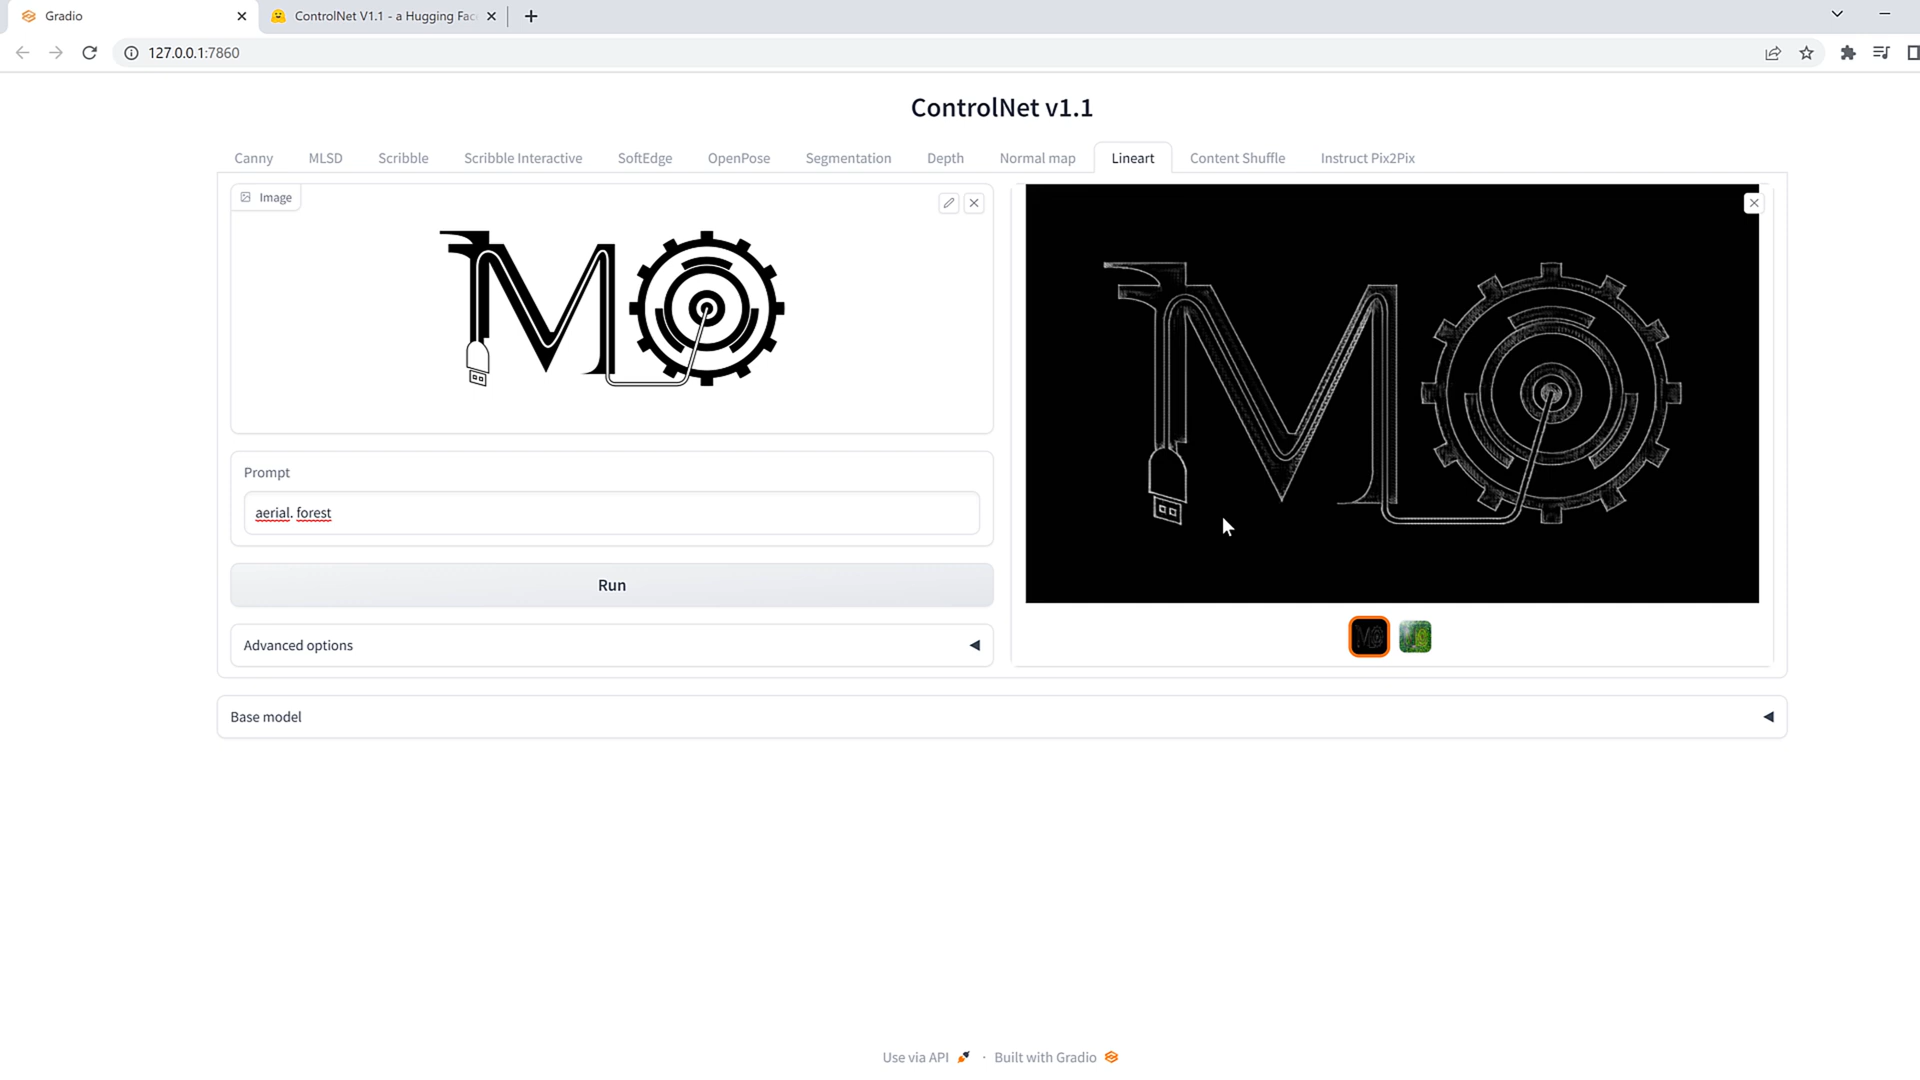 Gradio
ControlNet V1.1 - a Hugging Fac
127.0.0.1:7860
ControlNet v1.1
Canny MLSD Scribble Scribble Interactive SoftEdge OpenPose Segmentation Depth Normal map Lineart Content Shuffle Instruct Pix2Pix
Image
MO
MO
Prompt
aerial. forest
Run
Advanced options
Base model
Use via API · Built with Gradio